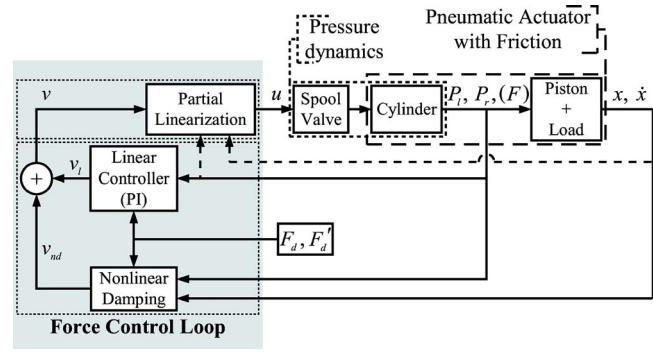 Pressure
dynamics
Pneumatic Actuator
with Friction
v
Partial
Linearization
u
Spool
Valve
Cylinder
P_l, P_r, (F)
Piston
+
Load
x, ẋ
+
v_l
Linear
Controller
(PI)
v_nd
F_d, F_d'
Nonlinear
Damping
Force Control Loop